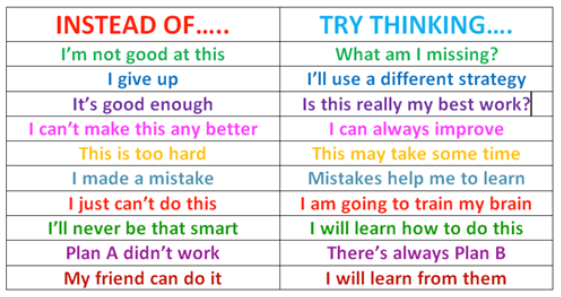 INSTEAD OF….. TRY THINKING….
I'm not good at this What am I missing?
I give up I'll use a different strategy
It's good enough Is this really my best work?
I can't make this any better I can always improve
This is too hard This may take some time
I made a mistake Mistakes help me to learn
I just can't do this I am going to train my brain
I'll never be that smart I will learn how to do this
Plan A didn't work There's always Plan B
My friend can do it I will learn from them